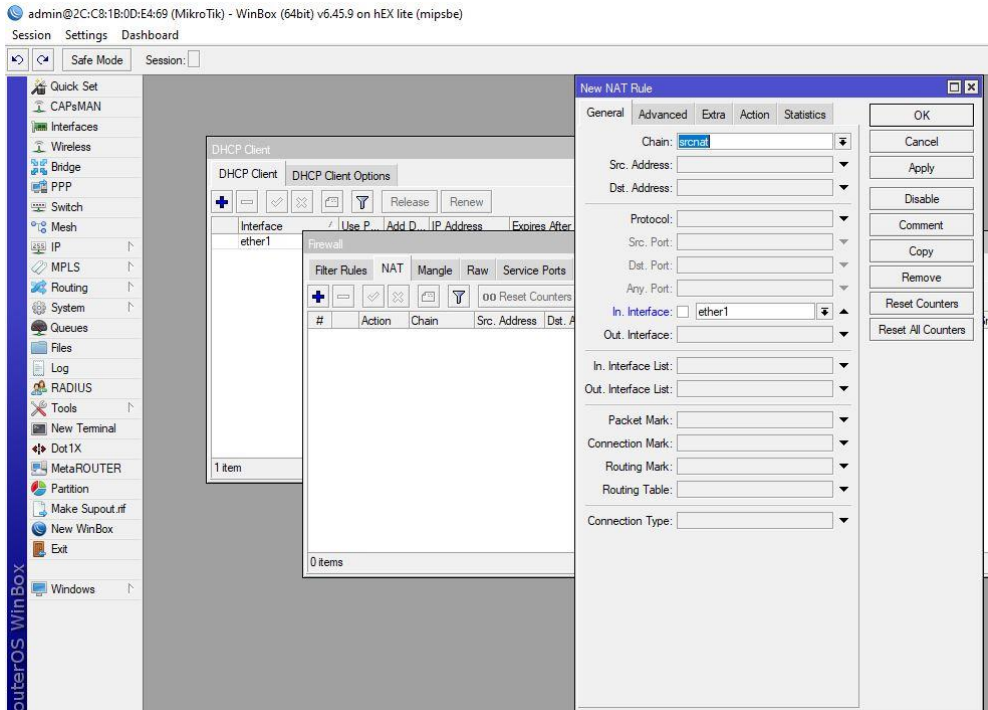 admin@2C:C8:1B:0D:E4:69 (MikroTik) - WinBox (64bit) v6.45.9 on hEX lite (mipsbe)
Session Settings Dashboard
Safe Mode Session:
Quick Set
CAPsMAN
Interfaces
Wireless
Bridge
PPP
Switch
Mesh
IP
MPLS
Routing
System
Queues
Files
Log
RADIUS
Tools
New Terminal
Dot1X
MetaROUTER
Partition
Make Supout.rif
New WinBox
Exit
Windows
outerOS WinBox
DHCP Client
DHCP Client DHCP Client Options
Release Renew
Interface / Use P... Add D... IP Address Expires After
ether1
1 item
Firewall
Filter Rules NAT Mangle Raw Service Ports
00 Reset Counters
# Action Chain Src. Address Dst. A
0 items
New NAT Rule
General Advanced Extra Action Statistics
Chain: srcnat
Src. Address:
Dst. Address:
Protocol:
Src. Port:
Dst. Port:
Any. Port:
In. Interface: ether1
Out. Interface:
In. Interface List:
Out. Interface List:
Packet Mark:
Connection Mark:
Routing Mark:
Routing Table:
Connection Type:
OK
Cancel
Apply
Disable
Comment
Copy
Remove
Reset Counters
Reset All Counters